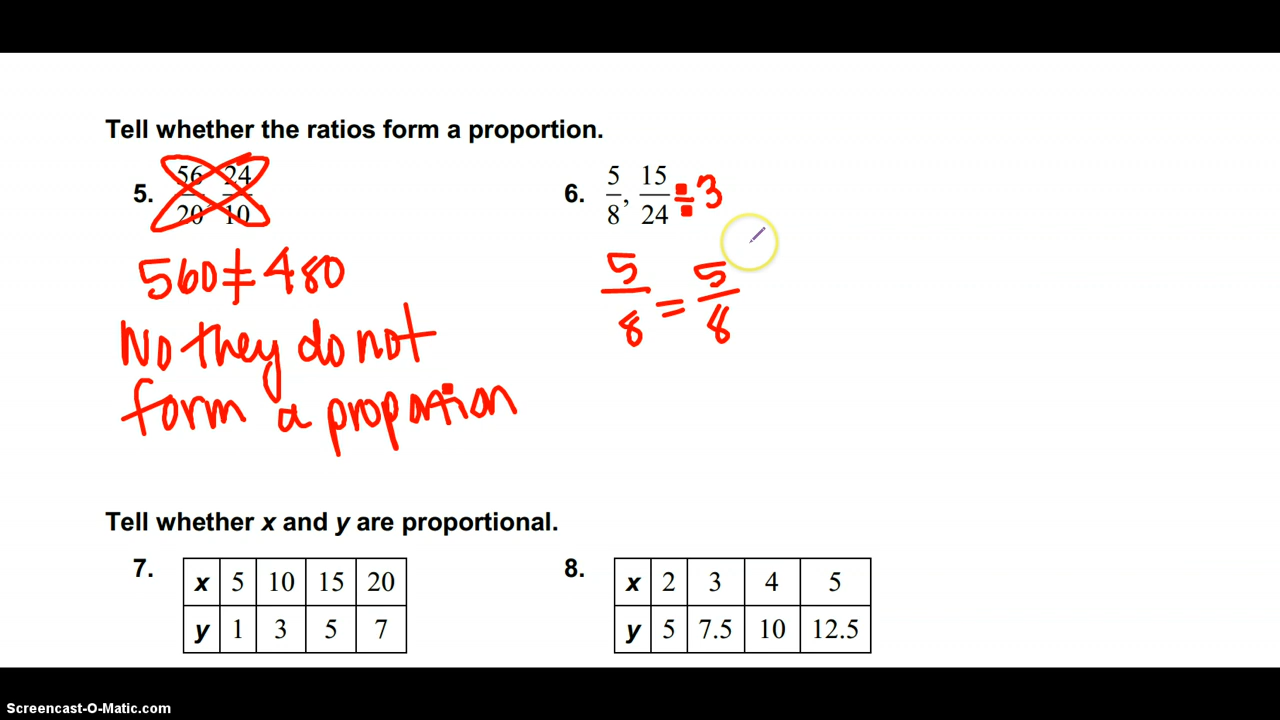 Tell whether the ratios form a proportion.
5. 56/20 24/10
560 ≠ 480
No they do not
form a proportion
6. 5/8, 15/24 ÷ 3
5/8 = 5/8
Tell whether x and y are proportional.
7.
x 5 10 15 20
y 1 3 5 7
8.
x 2 3 4 5
y 5 7.5 10 12.5
Screencast-O-Matic.com